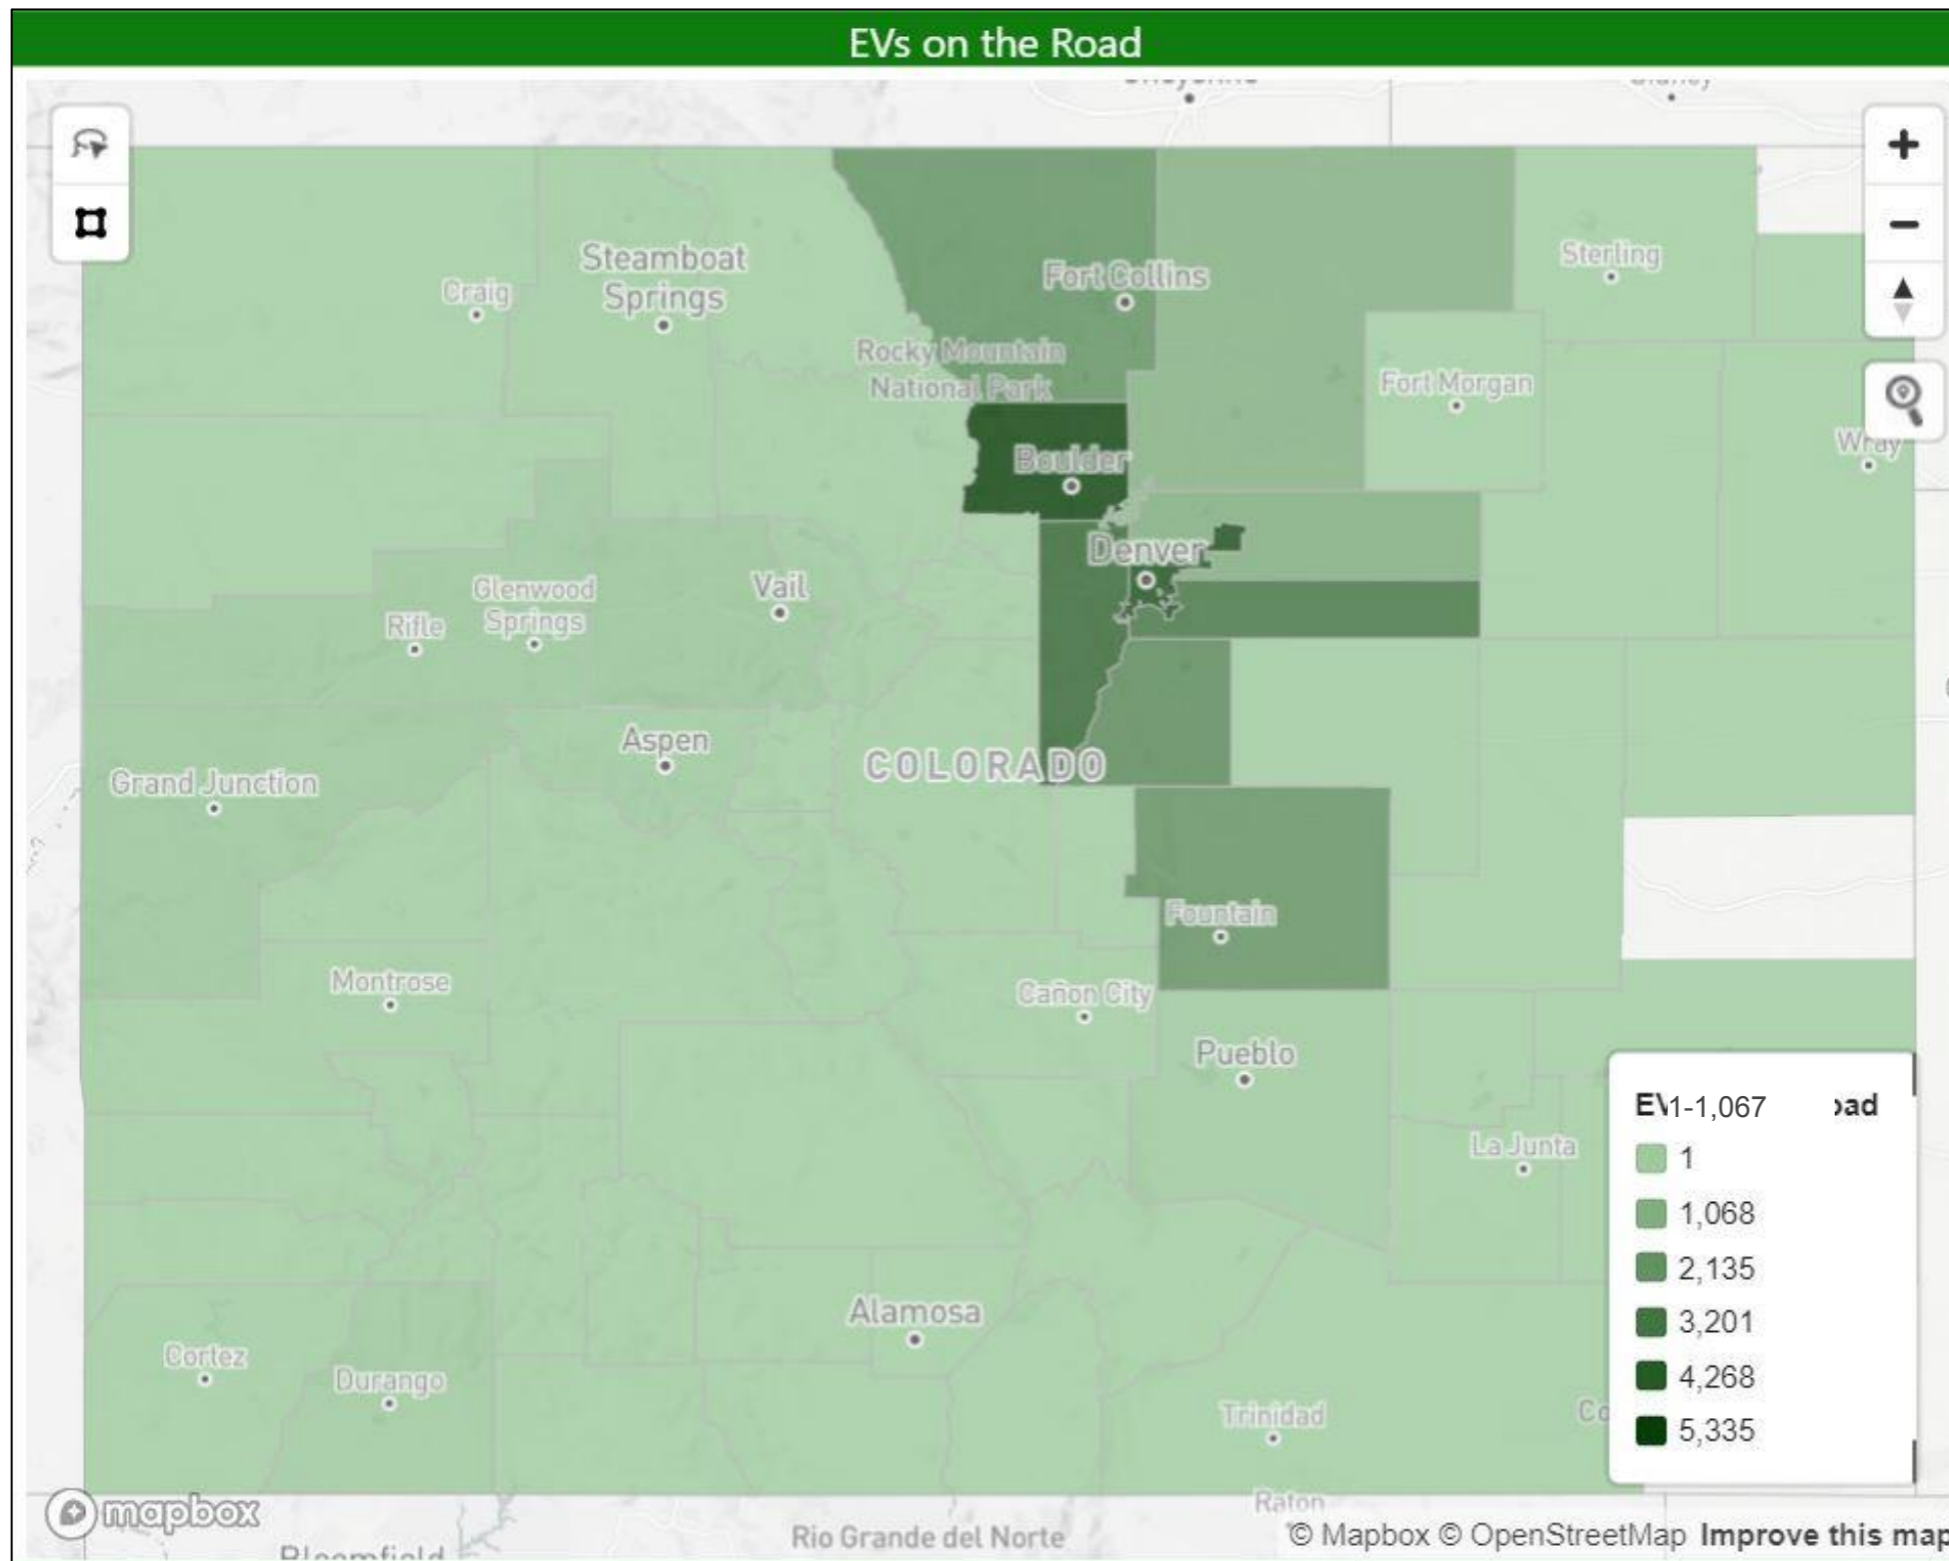 EVs on the Road
Sterling
Steamboat
Springs
Fort Collins
Craig
Rocky Mountain
National Park
Fort Morgan
Wray
Boulder
Denver
Vail
Glenwood
Springs
Rifle
Aspen
COLORADO
Grand Junction
Fountain
Montrose
Cañon City
Pueblo
La Junta
1-1,067
1
1,068
2,135
3,201
4,268
5,335
Alamosa
Cortez
Durango
Trinidad
Co
Raton
mapbox
Rio Grande del Norte
© Mapbox © OpenStreetMap Improve this map